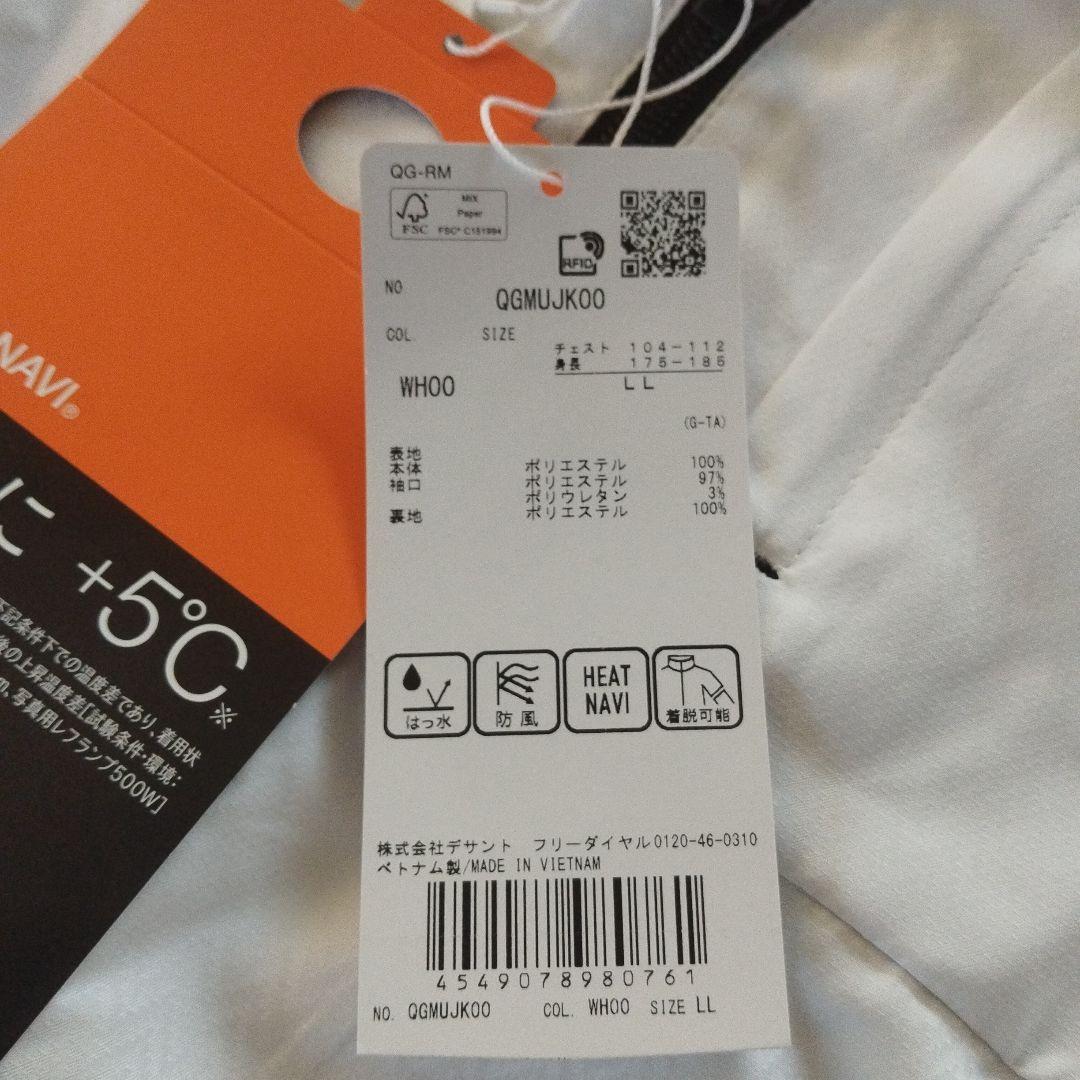 QG-RM
FSC
MIX
Paper
FSC® C151994
RFID
NO
QGMUJK00
COL. SIZE
チェスト 104-112
身長 175-185
WH00 LL
(G-TA)
表地
本体 ポリエステル 100%
袖口 ポリエステル 97%
ポリウレタン 3%
裏地 ポリエステル 100%
はっ水
防風
HEAT
NAVI
着脱可能
株式会社デサント フリーダイヤル0120-46-0310
ベトナム製/MADE IN VIETNAM
4549078980761
NO. QGMUJK00 COL. WH00 SIZE LL
NAVI®
に
+5℃※
下記条件下での温度差であり、着用状
後の上昇温度差[試験条件・環境:
写真用レフランプ500W]